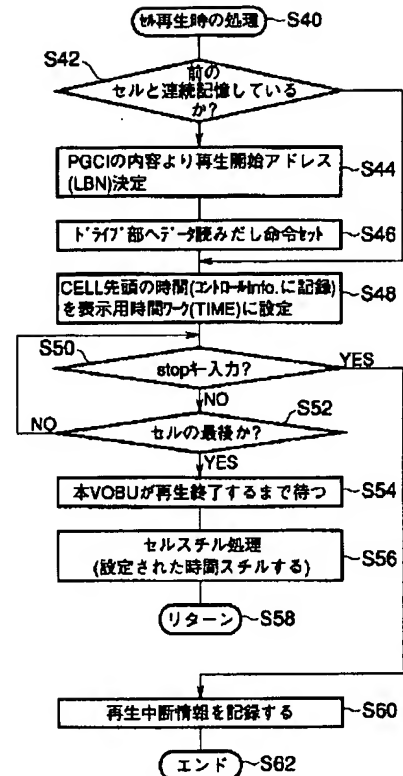 ｾﾙ再生時の処理
S40
S42
前の
セルと連続記憶している
か?
PGCIの内容より再生開始アドレス
(LBN)決定
S44
ﾄﾞﾗｲﾌﾞ部へﾃﾞｰﾀ読みだし命令ｾｯﾄ
S46
CELL先頭の時間(ｴﾝﾄﾛｰﾙInfo.に記録)
を表示用時間ワーク(TIME)に設定
S48
S50
stopキー入力?
YES
NO
S52
NO
セルの最後か?
YES
本VOBUが再生終了するまで待つ
S54
セルスチル処理
(設定された時間スチルする)
S56
リターン
S58
再生中断情報を記録する
S60
エンド
S62